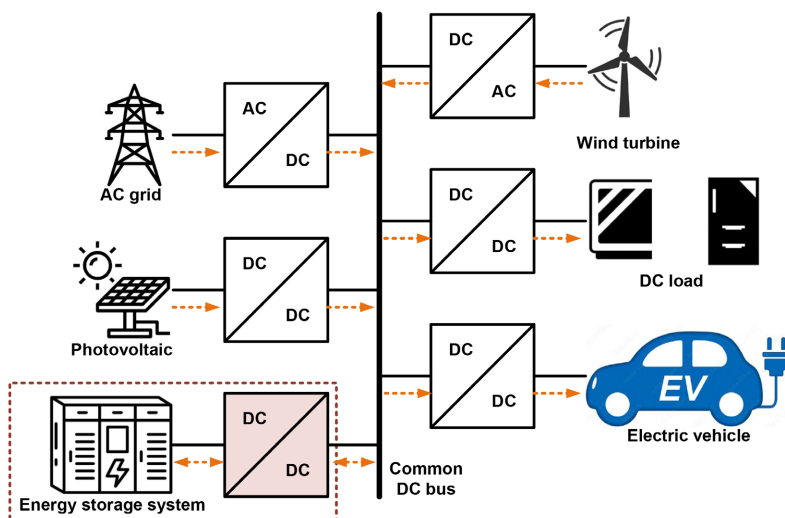 DC
AC
Wind turbine
AC
DC
AC grid
DC
DC
DC load
DC
DC
Photovoltaic
DC
DC
EV
Electric vehicle
DC
DC
Energy storage system
Common
DC bus